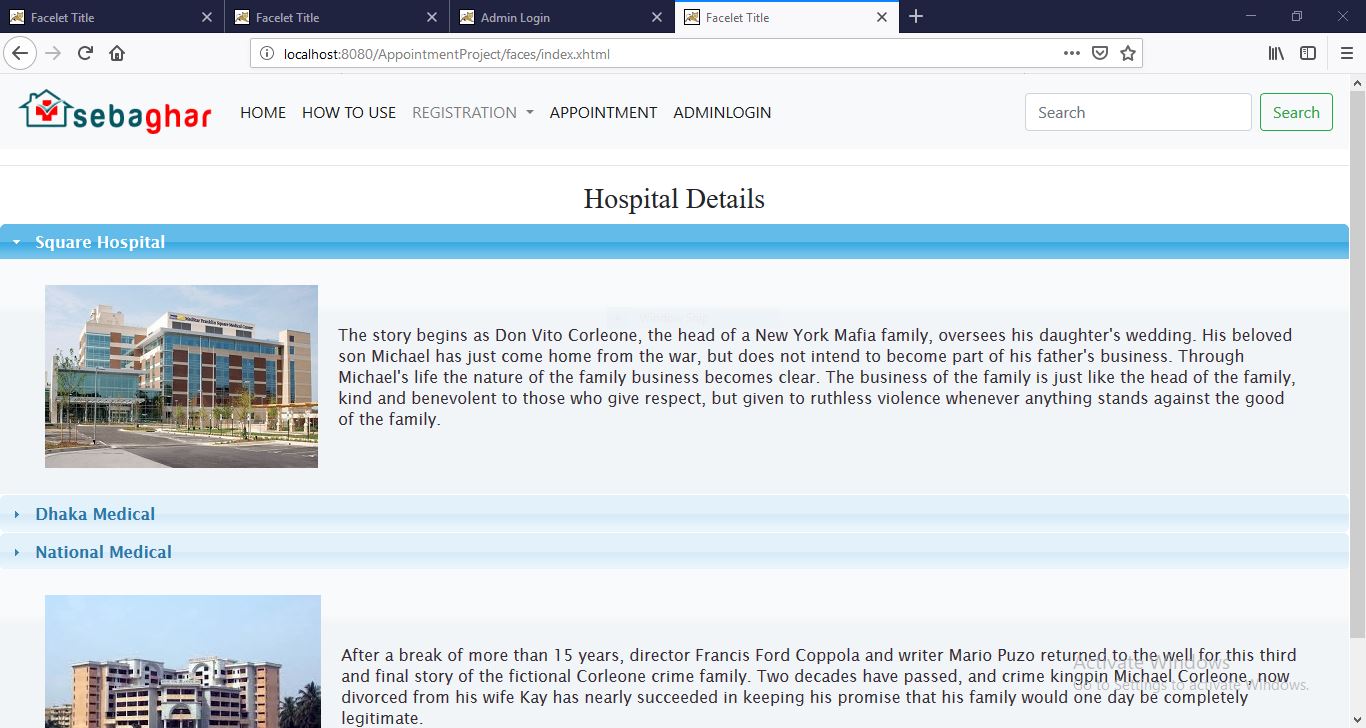 Facelet Title
Facelet Title
Admin Login
Facelet Title
localhost:8080/AppointmentProject/faces/index.xhtml
sebaghar
HOME
HOW TO USE
REGISTRATION
APPOINTMENT
ADMINLOGIN
Search
Search
Hospital Details
Square Hospital
The story begins as Don Vito Corleone, the head of a New York Mafia family, oversees his daughter's wedding. His beloved
son Michael has just come home from the war, but does not intend to become part of his father's business. Through
Michael's life the nature of the family business becomes clear. The business of the family is just like the head of the family,
kind and benevolent to those who give respect, but given to ruthless violence whenever anything stands against the good
of the family.
Dhaka Medical
National Medical
After a break of more than 15 years, director Francis Ford Coppola and writer Mario Puzo returned to the well for this third
and final story of the fictional Corleone crime family. Two decades have passed, and crime kingpin Michael Corleone, now
divorced from his wife Kay has nearly succeeded in keeping his promise that his family would one day be completely
legitimate.
Activate Windows
Go to Settings to activate Windows.